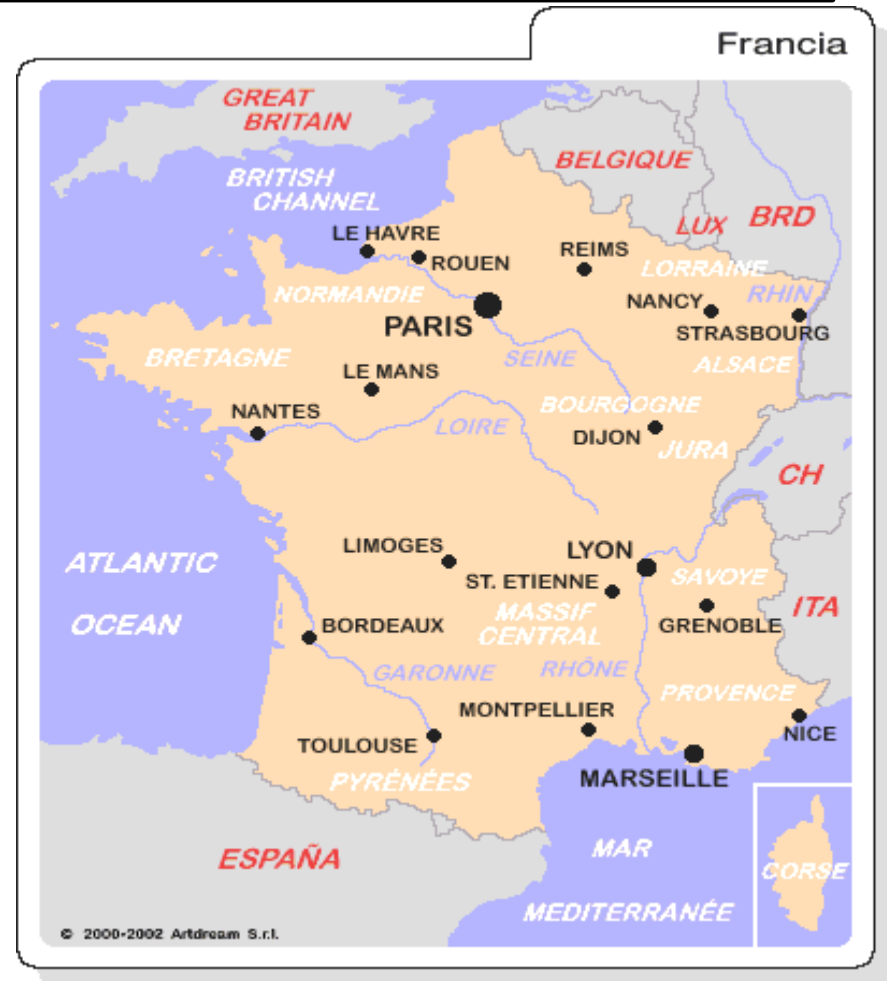 Francia
GREAT
BRITAIN
BELGIQUE
BRITISH
CHANNEL
LUX
BRD
LE HAVRE
ROUEN
REIMS
LORRAINE
NORMANDIE
NANCY
RHIN
PARIS
STRASBOURG
BRETAGNE
SEINE
ALSACE
LE MANS
NANTES
BOURGOGNE
LOIRE
DIJON
JURA
CH
LIMOGES
LYON
ATLANTIC
OCEAN
ST. ETIENNE
SAVOYE
MASSIF
CENTRAL
ITA
BORDEAUX
GRENOBLE
GARONNE
RHÔNE
PROVENCE
MONTPELLIER
NICE
TOULOUSE
PYRÉNÉES
MARSEILLE
ESPAÑA
MAR
MEDITERRANÉE
CORSE
© 2000-2002 Artdream S.r.l.